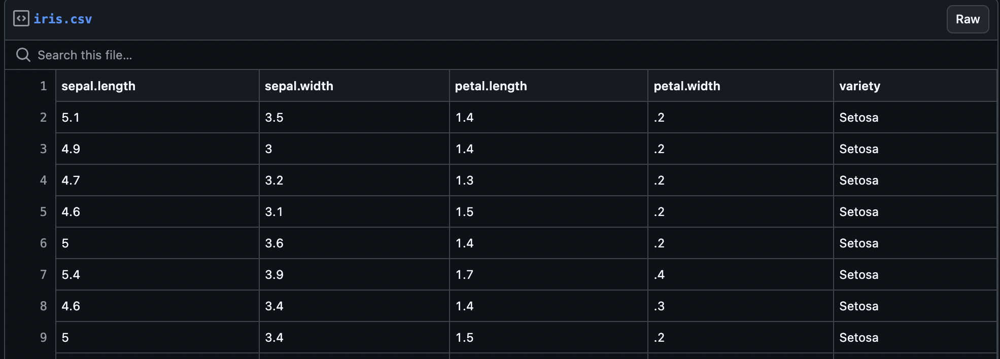 iris.csv Raw
Search this file...
1 sepal.length sepal.width petal.length petal.width variety
2 5.1 3.5 1.4 .2 Setosa
3 4.9 3 1.4 .2 Setosa
4 4.7 3.2 1.3 .2 Setosa
5 4.6 3.1 1.5 .2 Setosa
6 5 3.6 1.4 .2 Setosa
7 5.4 3.9 1.7 .4 Setosa
8 4.6 3.4 1.4 .3 Setosa
9 5 3.4 1.5 .2 Setosa